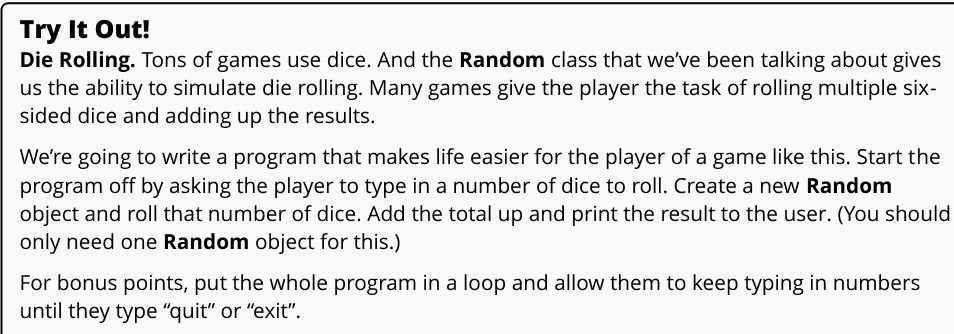 Try It Out!
Die Rolling. Tons of games use dice. And the Random class that we’ve been talking about gives
us the ability to simulate die rolling. Many games give the player the task of rolling multiple six-
sided dice and adding up the results.
We’re going to write a program that makes life easier for the player of a game like this. Start the
program off by asking the player to type in a number of dice to roll. Create a new Random
object and roll that number of dice. Add the total up and print the result to the user. (You should
only need one Random object for this.)
For bonus points, put the whole program in a loop and allow them to keep typing in numbers
until they type “quit” or “exit”.